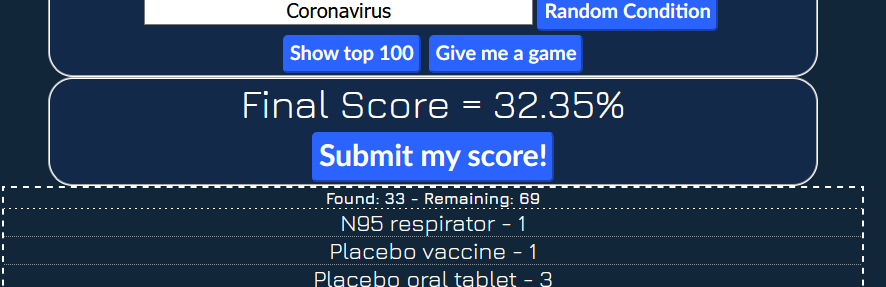 Coronavirus
Random Condition
Show top 100
Give me a game
Final Score = 32.35%
Submit my score!
Found: 33 - Remaining: 69
N95 respirator - 1
Placebo vaccine - 1
Placebo oral tablet - 3